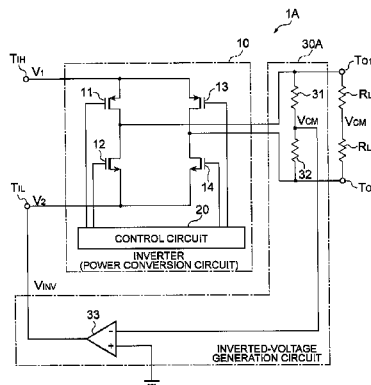 1A
10
30A
TIH
V1
11
13
TO1
31
RL
VCM
VCM
12
14
32
RL
TIL
V2
20
TO
CONTROL CIRCUIT
INVERTER
(POWER CONVERSION CIRCUIT)
VINV
33
-
+
INVERTED-VOLTAGE
GENERATION CIRCUIT